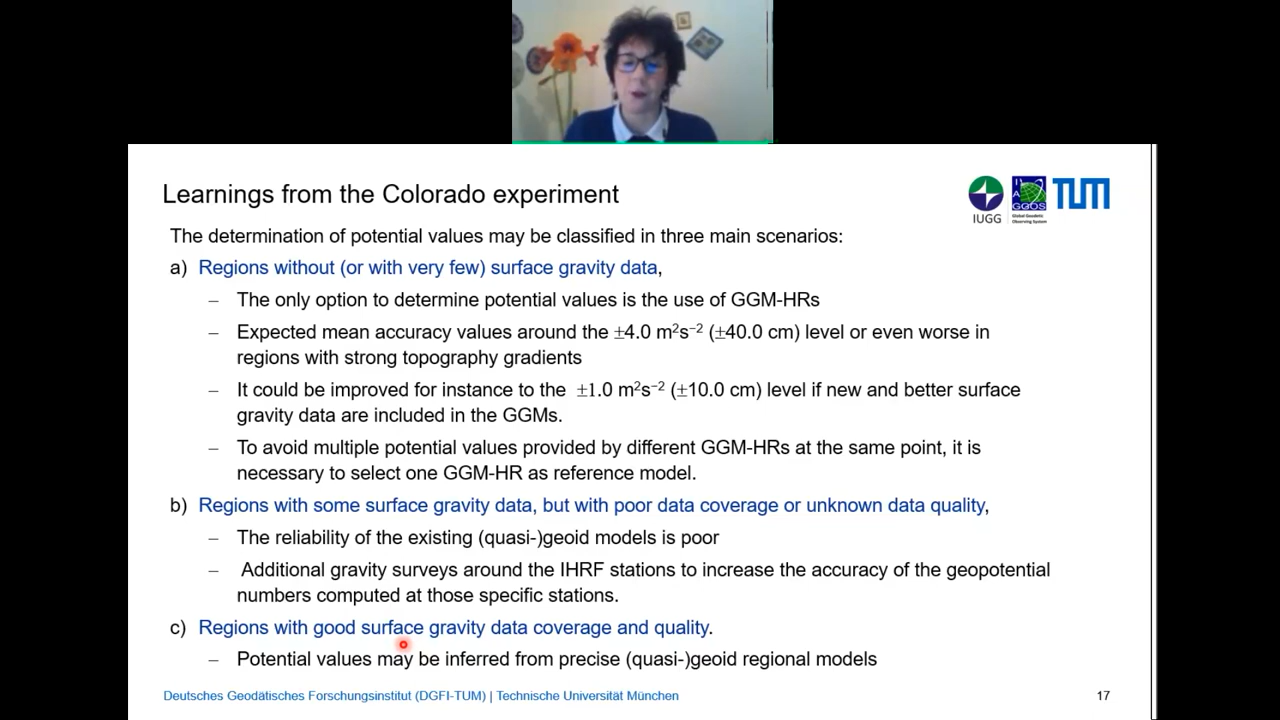 Learnings from the Colorado experiment
IUGG
I
A
G
GGOS
Global Geodetic
Observing System
TUM
The determination of potential values may be classified in three main scenarios:
a) Regions without (or with very few) surface gravity data,
– The only option to determine potential values is the use of GGM-HRs
– Expected mean accuracy values around the ±4.0 m²s⁻² (±40.0 cm) level or even worse in
regions with strong topography gradients
– It could be improved for instance to the ±1.0 m²s⁻² (±10.0 cm) level if new and better surface
gravity data are included in the GGMs.
– To avoid multiple potential values provided by different GGM-HRs at the same point, it is
necessary to select one GGM-HR as reference model.
b) Regions with some surface gravity data, but with poor data coverage or unknown data quality,
– The reliability of the existing (quasi-)geoid models is poor
– Additional gravity surveys around the IHRF stations to increase the accuracy of the geopotential
numbers computed at those specific stations.
c) Regions with good surface gravity data coverage and quality.
– Potential values may be inferred from precise (quasi-)geoid regional models
Deutsches Geodätisches Forschungsinstitut (DGFI-TUM) | Technische Universität München
17